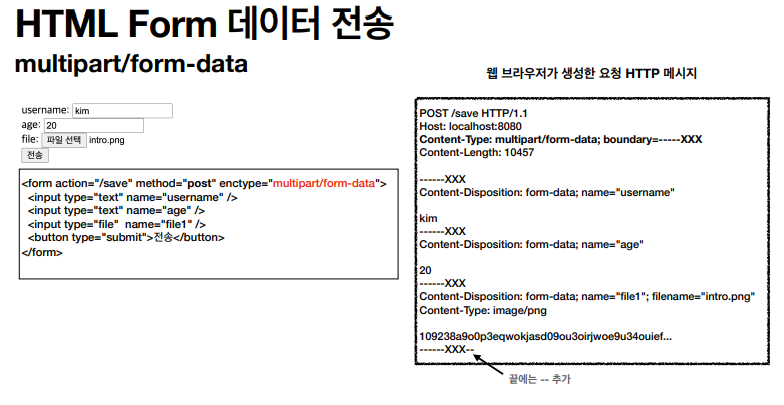 HTML Form 데이터 전송
multipart/form-data
username: kim
age: 20
file: 파일 선택 intro.png
전송
<form action="/save" method="post" enctype="multipart/form-data">
<input type="text" name="username" />
<input type="text" name="age" />
<input type="file" name="file1" />
<button type="submit">전송</button>
</form>
웹 브라우저가 생성한 요청 HTTP 메시지
POST /save HTTP/1.1
Host: localhost:8080
Content-Type: multipart/form-data; boundary=-----XXX
Content-Length: 10457
------XXX
Content-Disposition: form-data; name="username"
kim
------XXX
Content-Disposition: form-data; name="age"
20
------XXX
Content-Disposition: form-data; name="file1"; filename="intro.png"
Content-Type: image/png
109238a9o0p3eqwokjasd09ou3oirjwoe9u34ouief...
------XXX--
끝에는 -- 추가